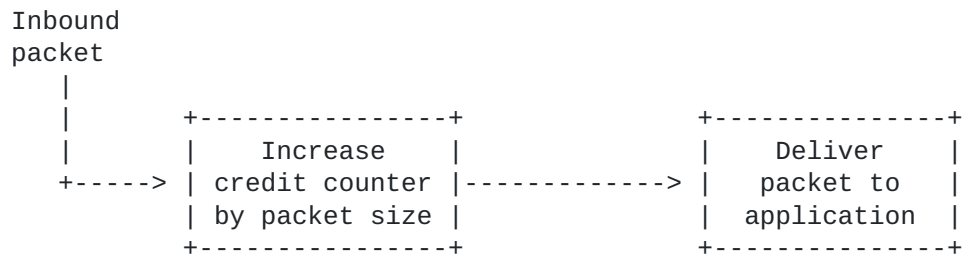 Inbound
packet
Increase
credit counter
by packet size
Deliver
packet to
application